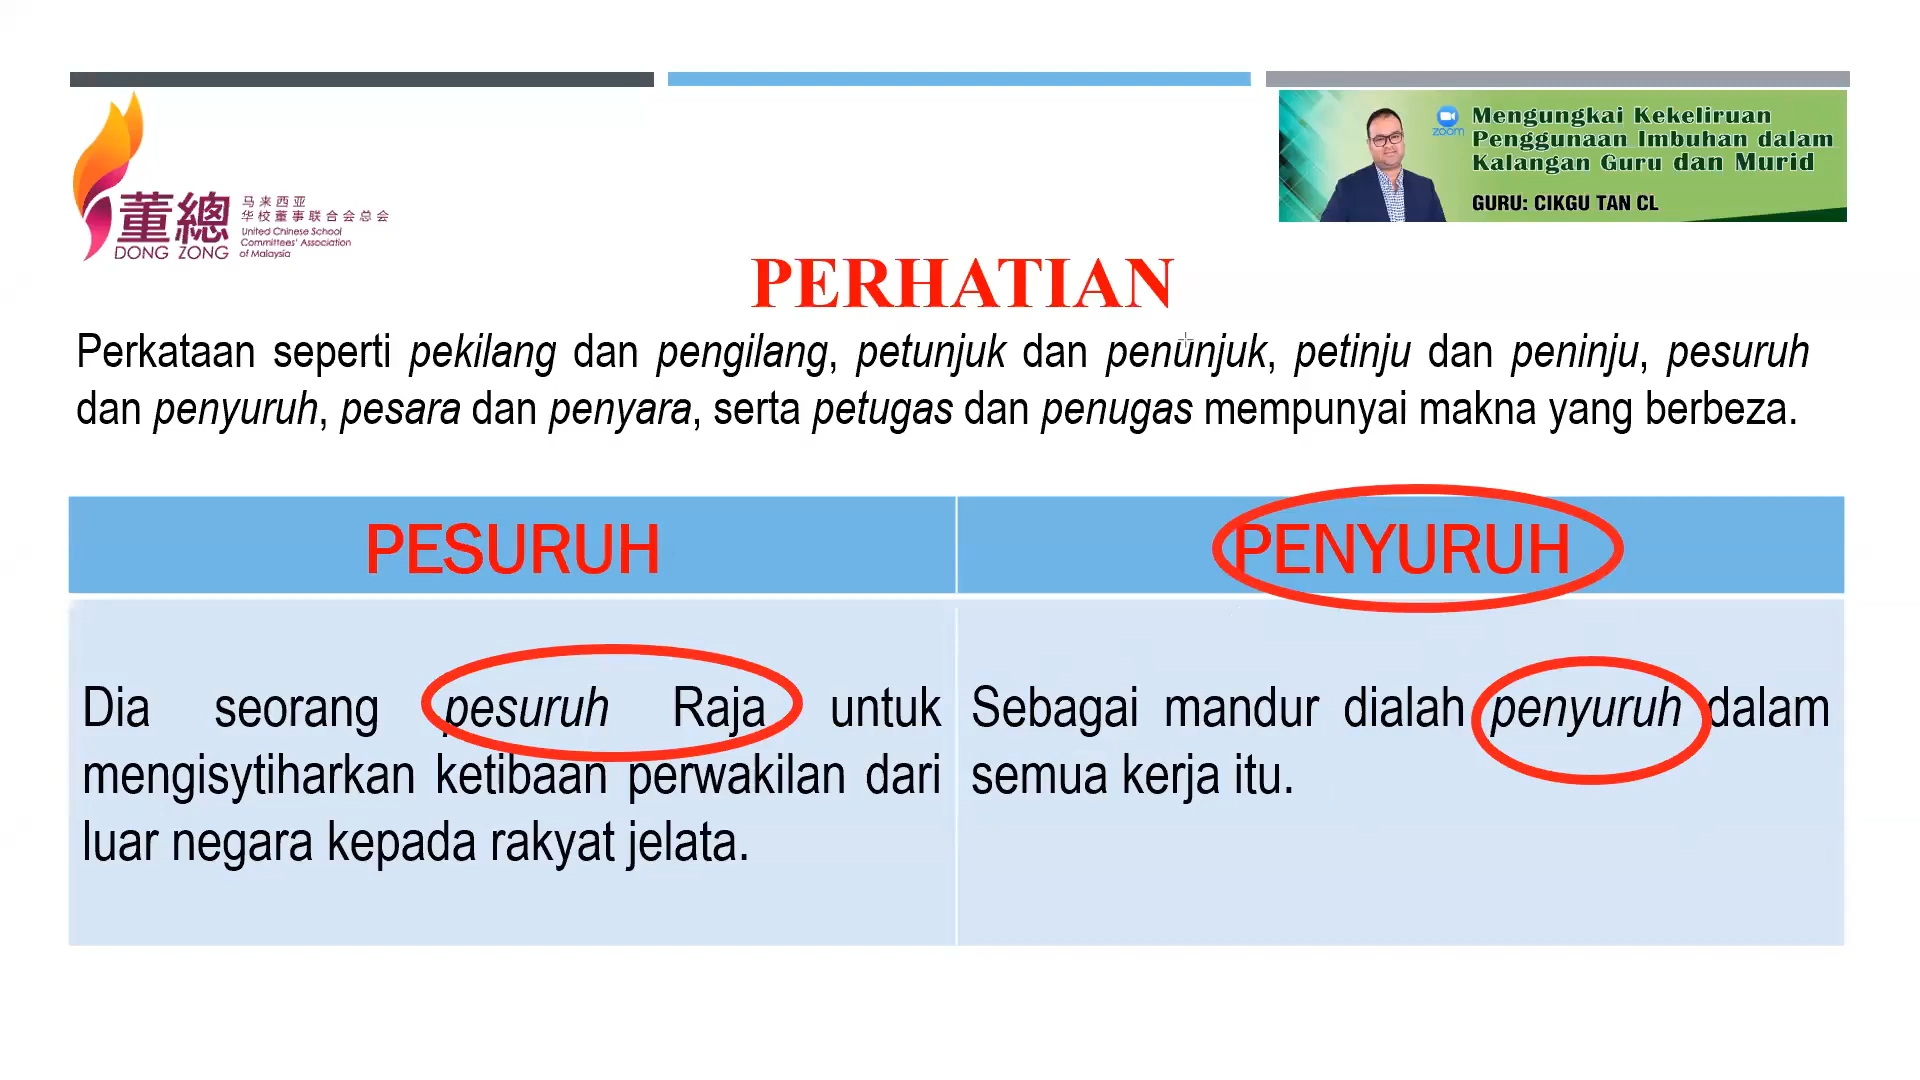 董總
DONG ZONG
马来西亚
华校董事联合会总会
United Chinese School
Committees' Association
of Malaysia
zoom
Mengungkai Kekeliruan
Penggunaan Imbuhan dalam
Kalangan Guru dan Murid
GURU: CIKGU TAN CL
PERHATIAN
Perkataan seperti pekilang dan pengilang, petunjuk dan penunjuk, petinju dan peninju, pesuruh
dan penyuruh, pesara dan penyara, serta petugas dan penugas mempunyai makna yang berbeza.
PESURUH
PENYURUH
Dia seorang pesuruh Raja untuk
mengisytiharkan ketibaan perwakilan dari
luar negara kepada rakyat jelata.
Sebagai mandur dialah penyuruh dalam
semua kerja itu.